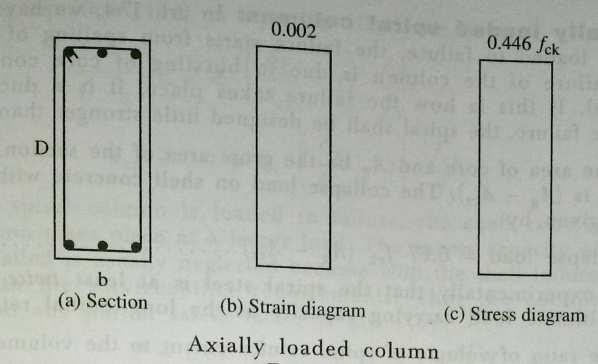 0.002
0.446 fck
D
b
(a) Section
(b) Strain diagram
(c) Stress diagram
Axially loaded column